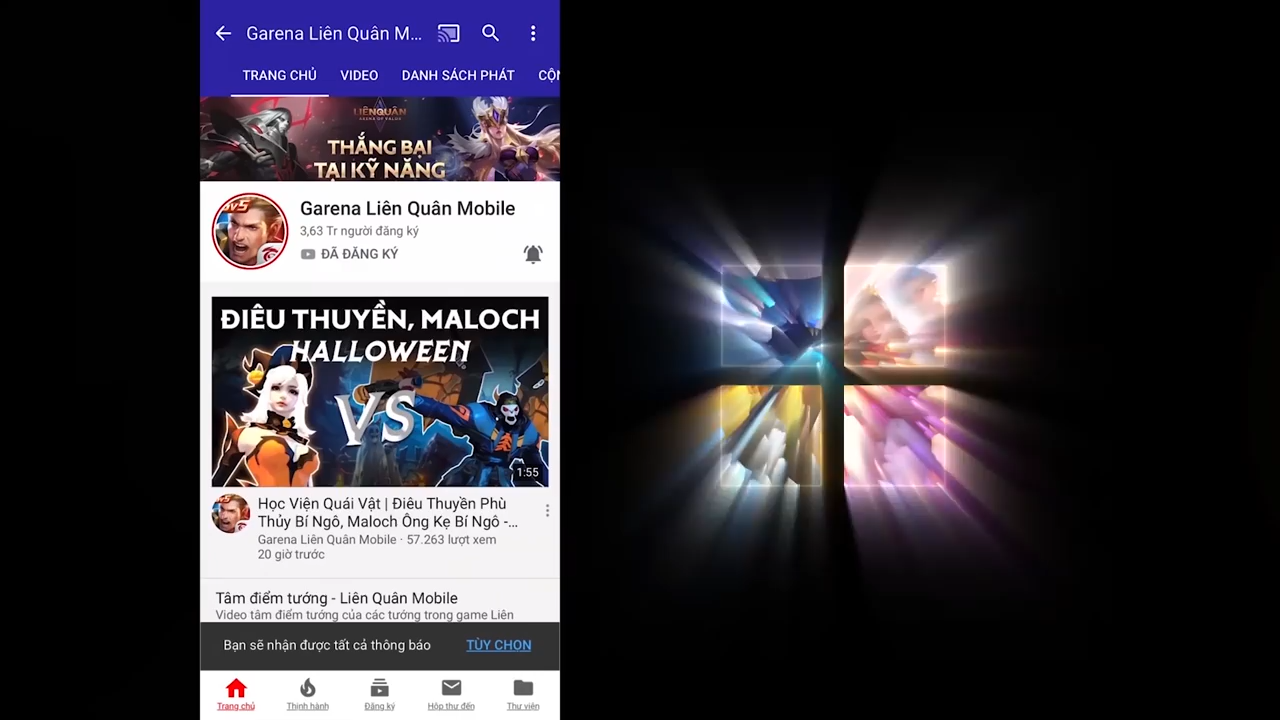 Garena Liên Quân M...
TRANG CHỦ VIDEO DANH SÁCH PHÁT CỘN
LIÊNQUÂN
ARENA OF VALOR
THẮNG BẠI
TẠI KỸ NĂNG
5V5
Garena Liên Quân Mobile
3,63 Tr người đăng ký
ĐÃ ĐĂNG KÝ
ĐIÊU THUYỀN, MALOCH
HALLOWEEN
VS
1:55
Học Viện Quái Vật | Điêu Thuyền Phù
Thủy Bí Ngô, Maloch Ông Kẹ Bí Ngô -...
Garena Liên Quân Mobile · 57.263 lượt xem
20 giờ trước
Tâm điểm tướng - Liên Quân Mobile
Video tâm điểm tướng của các tướng trong game Liên
Bạn sẽ nhận được tất cả thông báo TÙY CHỌN
Trang chủ Thịnh hành Đăng ký Hộp thư đến Thư viện